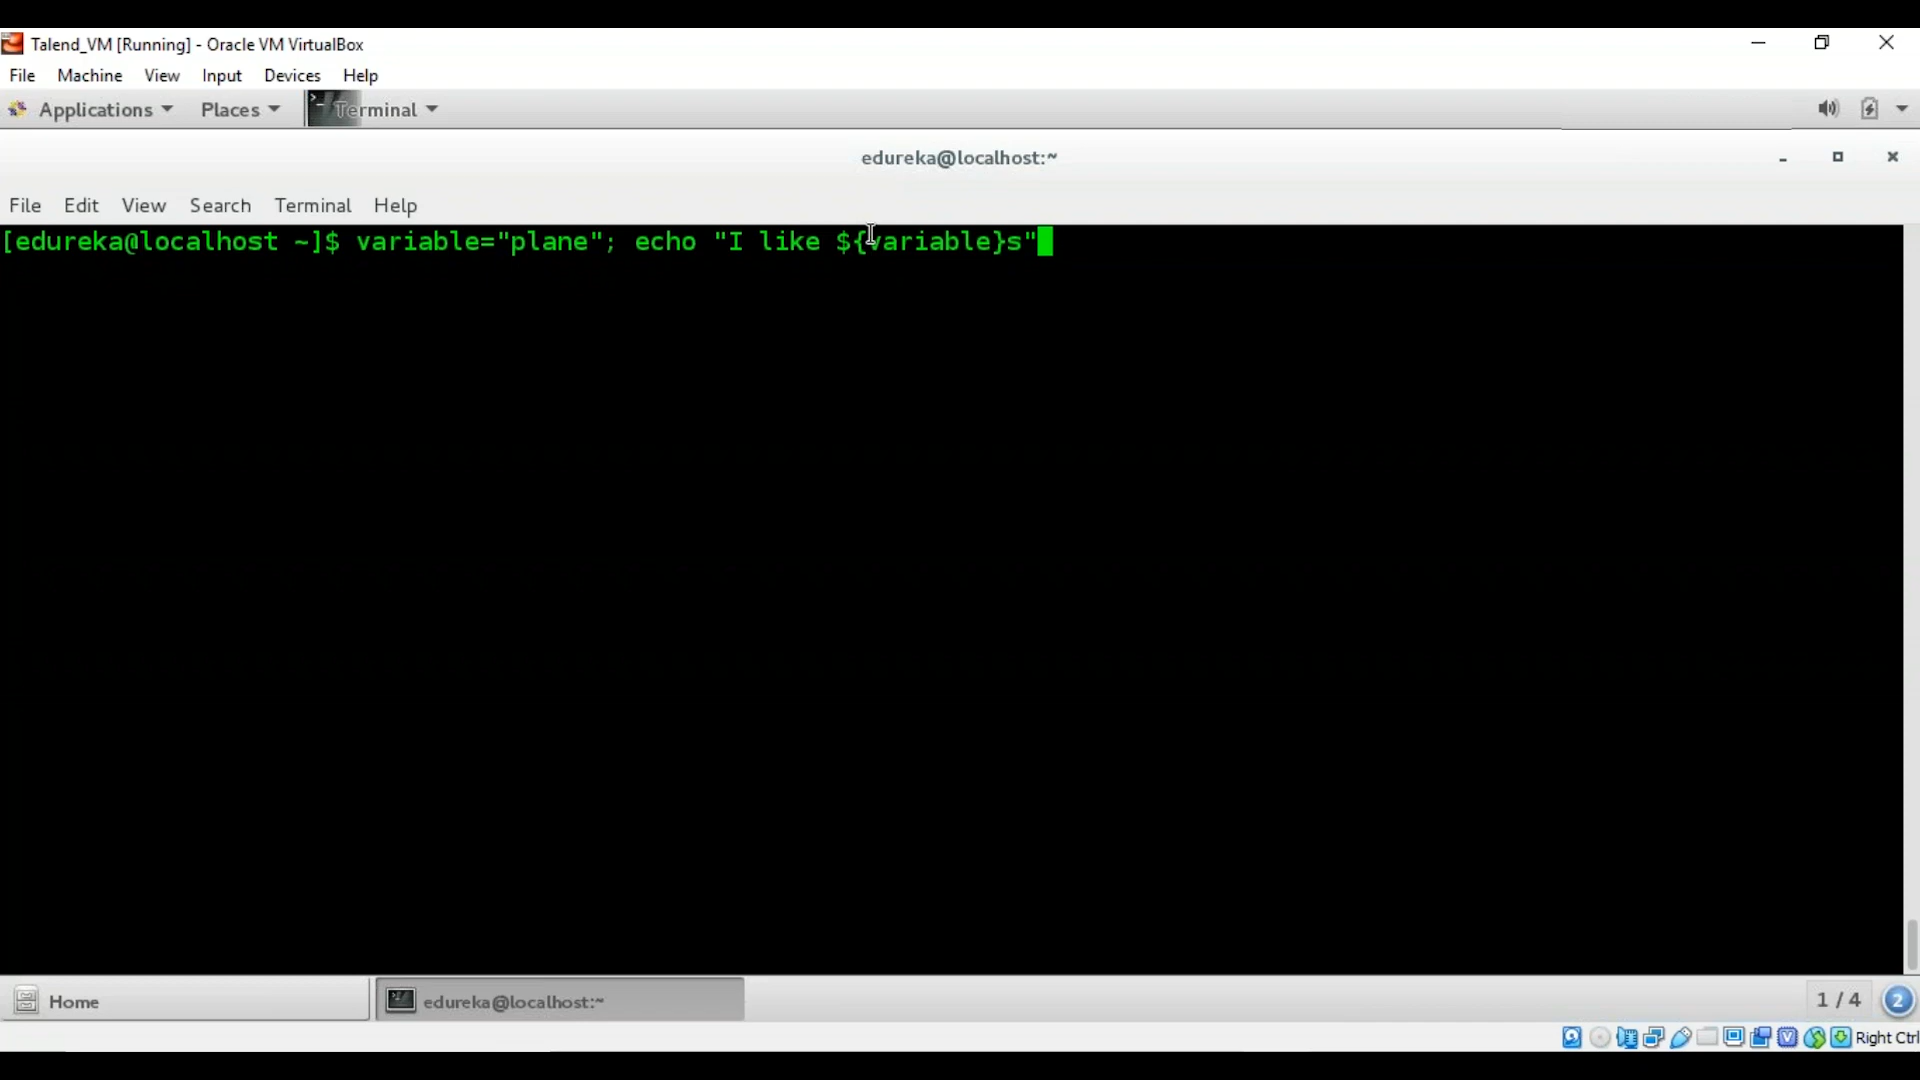 Talend_VM [Running] - Oracle VM VirtualBox
File Machine View Input Devices Help
Applications Places Terminal
edureka@localhost:~
File Edit View Search Terminal Help
[edureka@localhost ~]$ variable="plane"; echo "I like ${variable}s"
Home edureka@localhost:~ 1 / 4 2
Right Ctrl